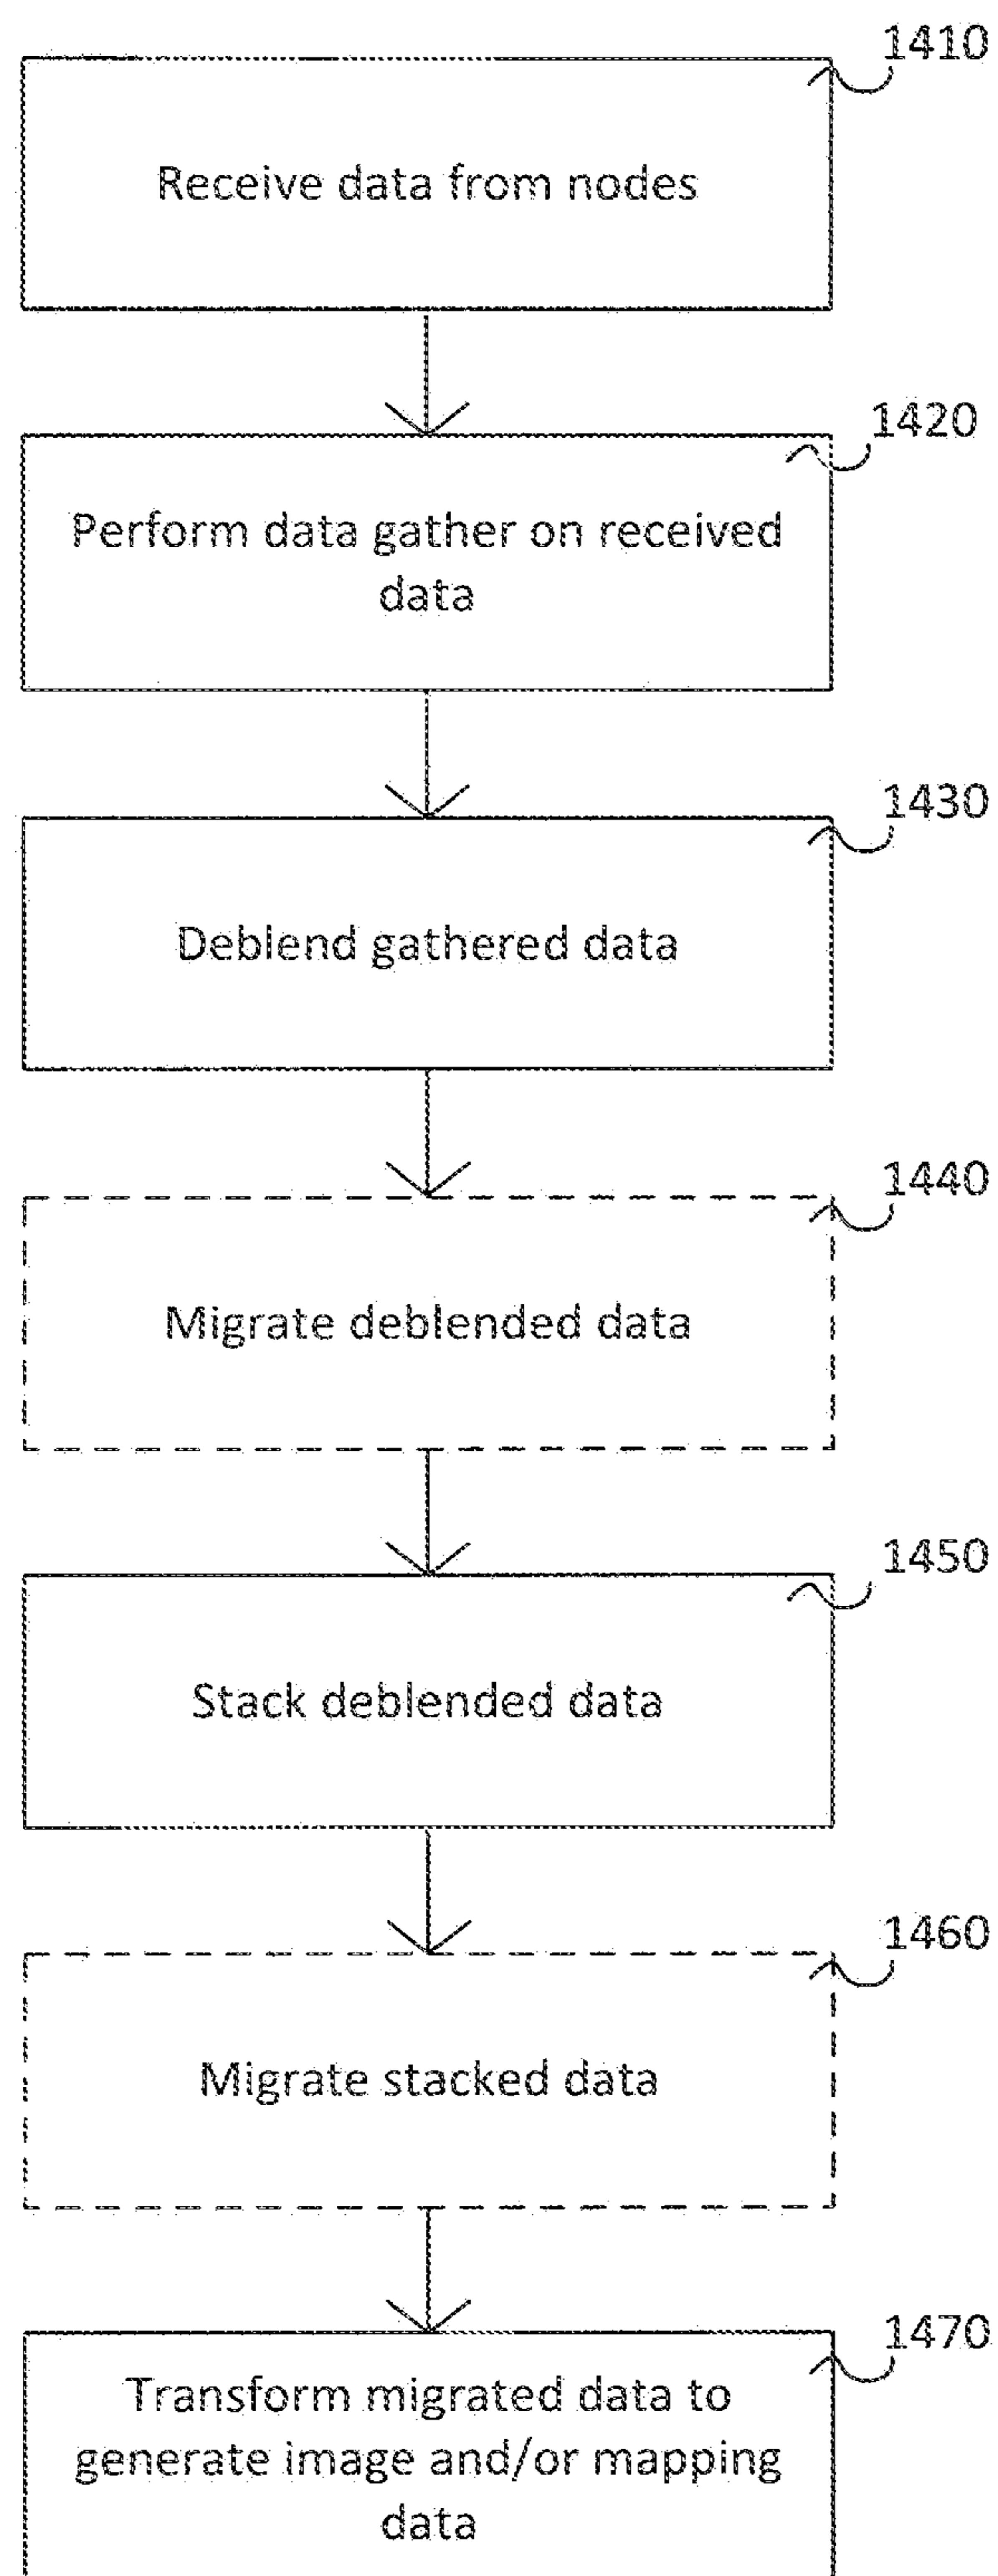 1410
Receive data from nodes
1420
Perform data gather on received
data
1430
Deblend gathered data
1440
Migrate deblended data
1450
Stack deblended data
1460
Migrate stacked data
1470
Transform migrated data to
generate image and/or mapping
data